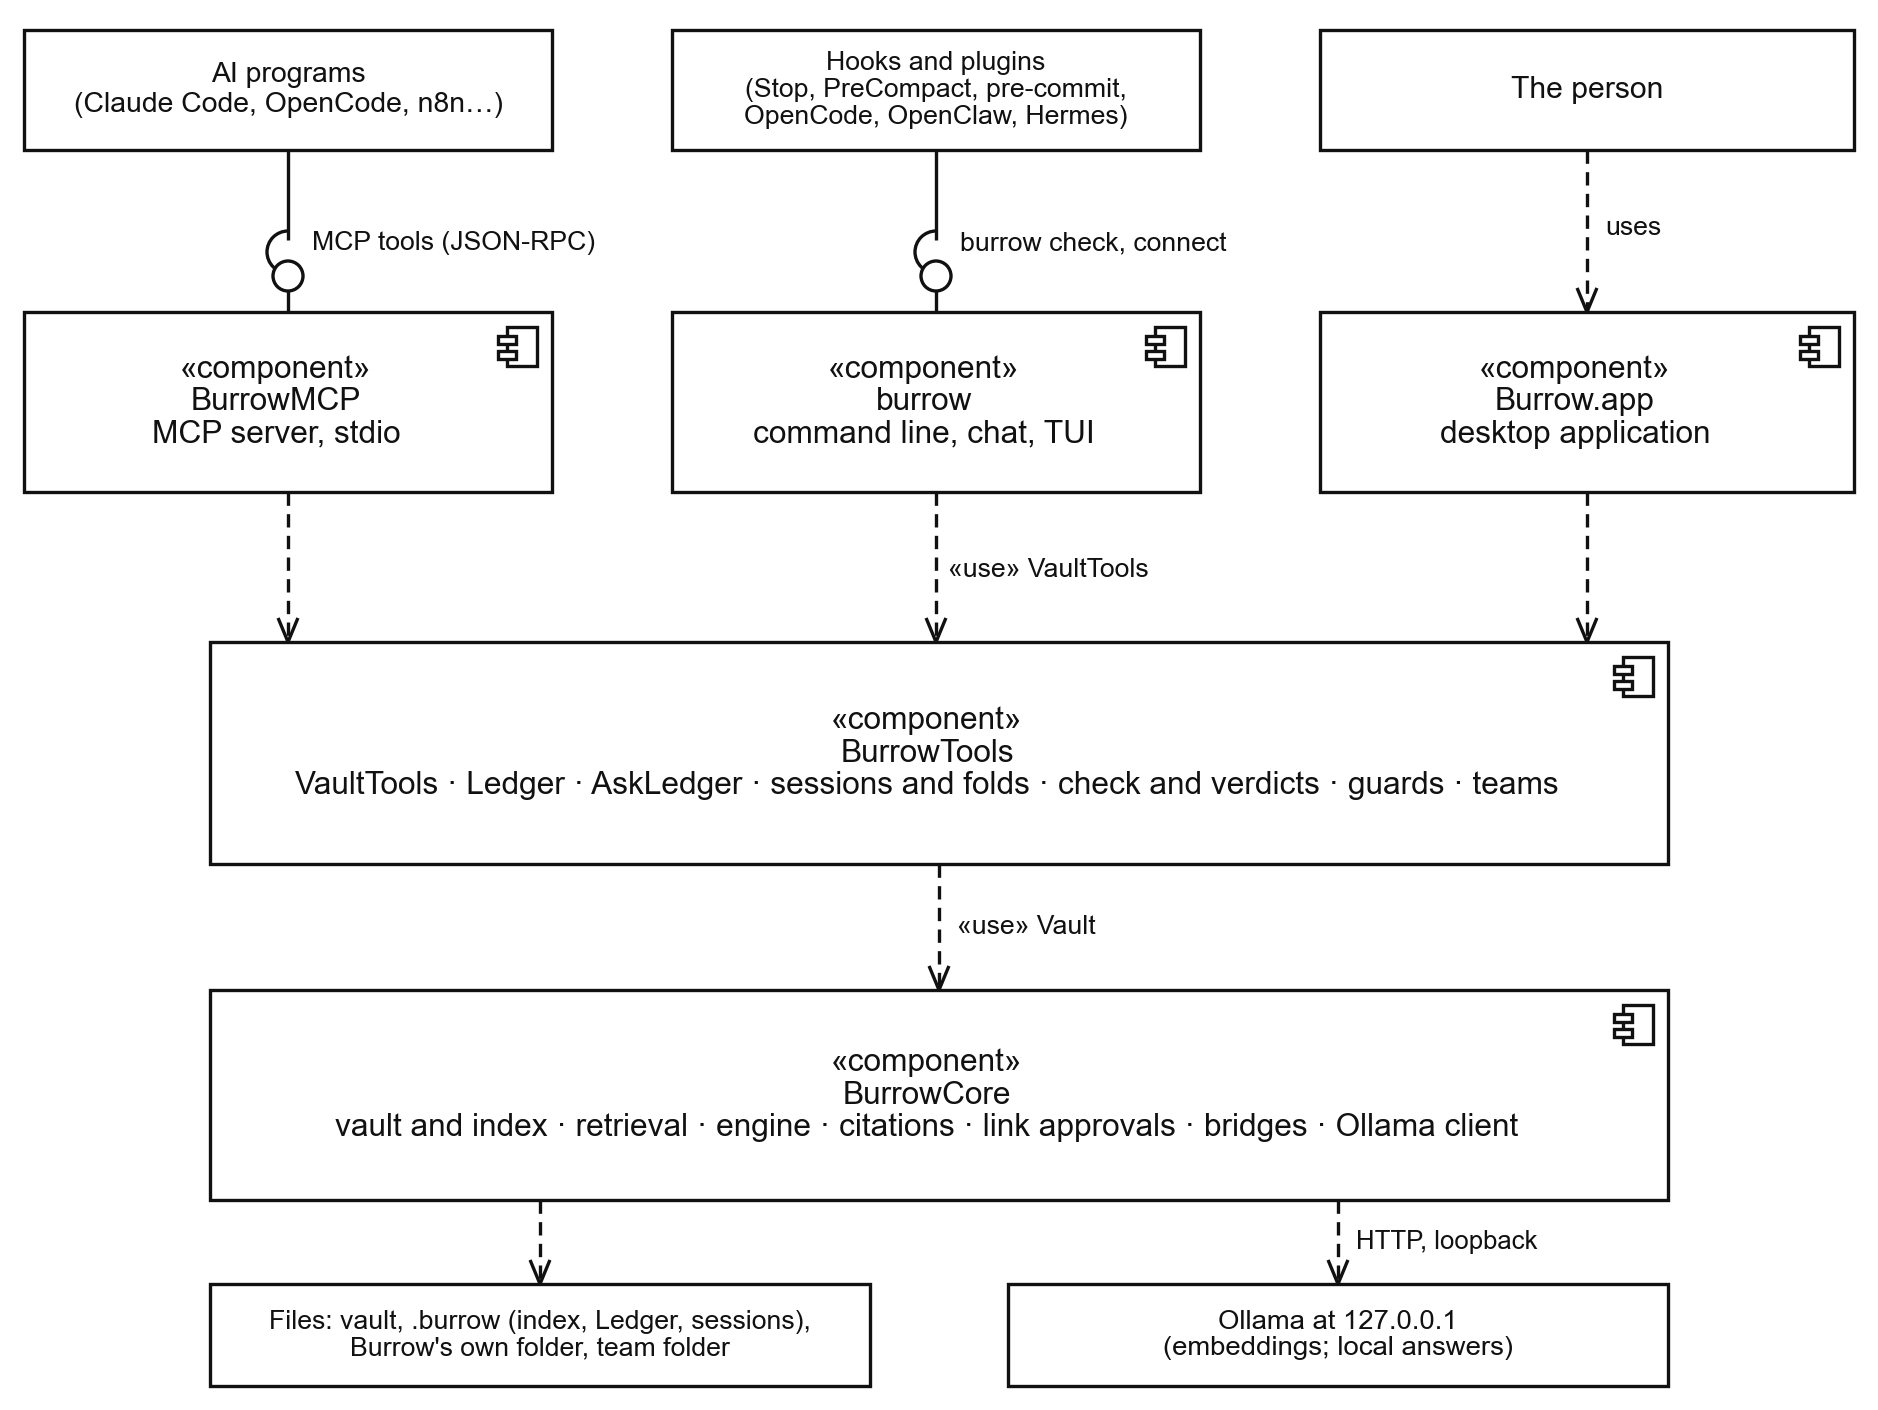 AI programs
(Claude Code, OpenCode, n8n…)
Hooks and plugins
(Stop, PreCompact, pre-commit,
OpenCode, OpenClaw, Hermes)
The person
MCP tools (JSON-RPC)
burrow check, connect
uses
«component»
BurrowMCP
MCP server, stdio
«component»
burrow
command line, chat, TUI
«component»
Burrow.app
desktop application
«use» VaultTools
«component»
BurrowTools
VaultTools · Ledger · AskLedger · sessions and folds · check and verdicts · guards · teams
«use» Vault
«component»
BurrowCore
vault and index · retrieval · engine · citations · link approvals · bridges · Ollama client
HTTP, loopback
Files: vault, .burrow (index, Ledger, sessions),
Burrow's own folder, team folder
Ollama at 127.0.0.1
(embeddings; local answers)